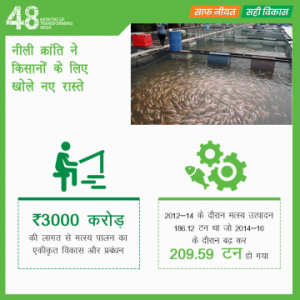 48 MONTHS OF TRANSFORMING INDIA
साफ नीयत सही विकास
नीली क्रांति ने
किसानों के लिए
खोले नए रास्ते
₹3000 करोड़
की लागत से मत्स्य पालन का
एकीकृत विकास और प्रबंधन
2012-14 के दौरान मत्स्य उत्पादन
186.12 टन था जो 2014-16
के दौरान बढ़ कर
209.59 टन हो गया